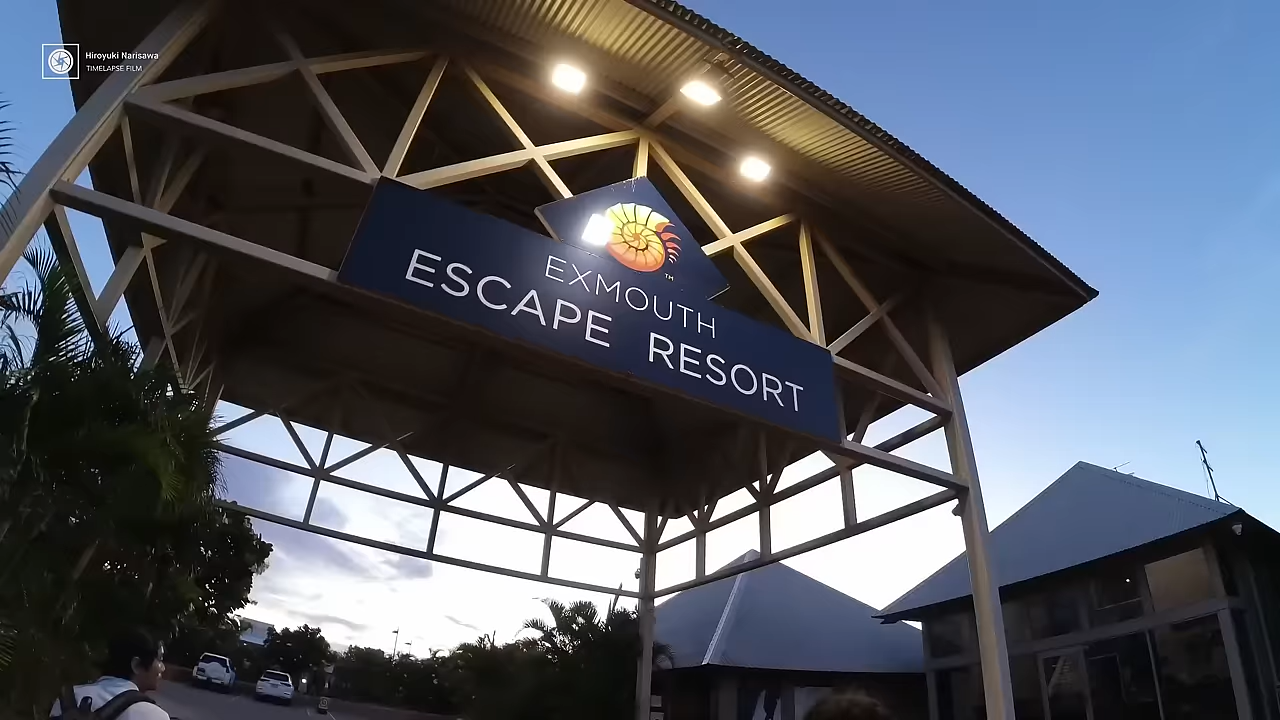 Hiroyuki Narisawa
TIMELAPSE FILM
EXMOUTH
ESCAPE RESORT
TM